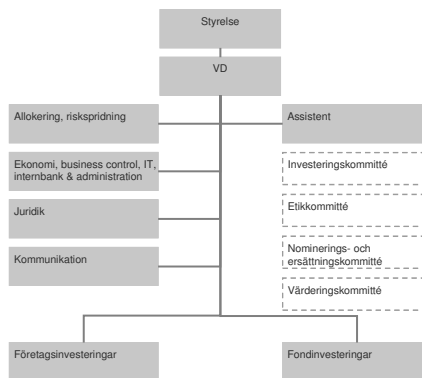 Styrelse
VD
Allokering, riskspridning
Assistent
Ekonomi, business control, IT,
internbank & administration
Investeringskommitté
Juridik
Etikkommitté
Kommunikation
Nominerings- och
ersättningskommitté
Värderingskommitté
Företagsinvesteringar
Fondinvesteringar